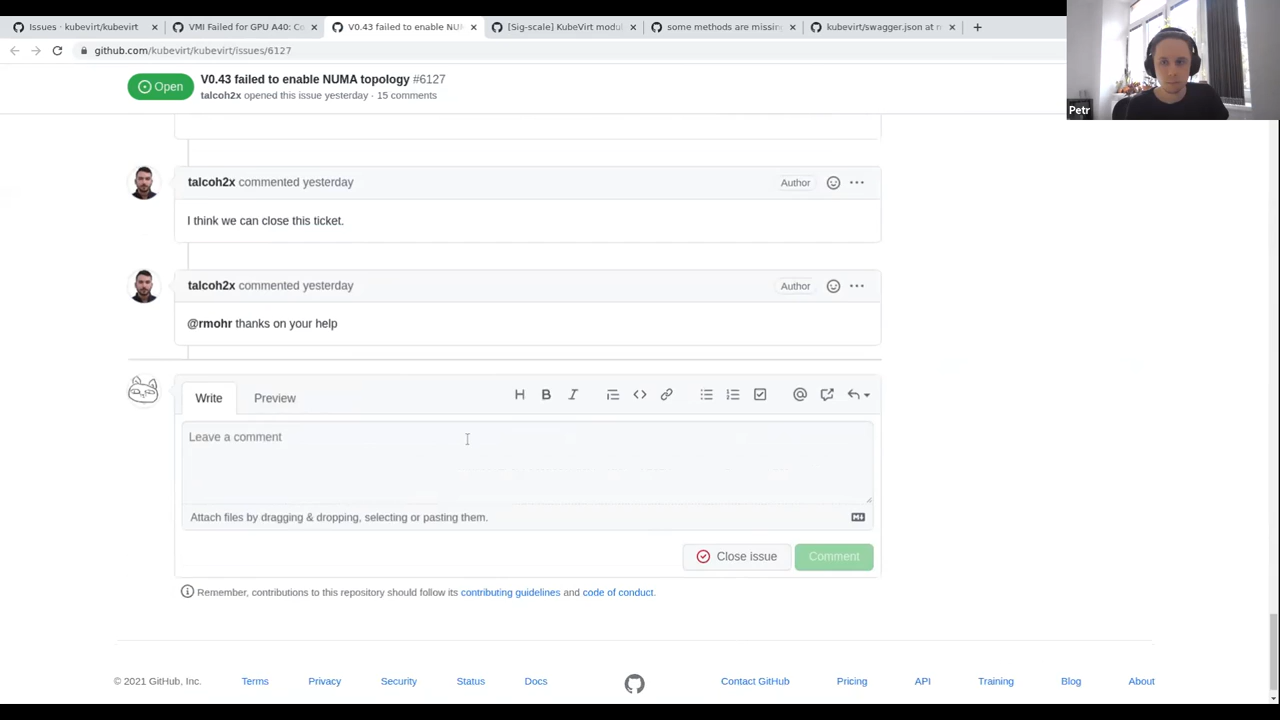 Issues · kubevirt/kubevirt
VMI Failed for GPU A40: Co
V0.43 failed to enable NU
[Sig-scale] KubeVirt modul
some methods are missin
kubevirt/swagger.json at
github.com/kubevirt/kubevirt/issues/6127
Petr
Open
V0.43 failed to enable NUMA topology #6127
talcoh2x opened this issue yesterday · 15 comments
talcoh2x commented yesterday
Author
I think we can close this ticket.
talcoh2x commented yesterday
Author
@rmohr thanks on your help
Write
Preview
Leave a comment
Attach files by dragging & dropping, selecting or pasting them.
Close issue
Comment
Remember, contributions to this repository should follow its contributing guidelines and code of conduct.
© 2021 GitHub, Inc.
Terms
Privacy
Security
Status
Docs
Contact GitHub
Pricing
API
Training
Blog
About